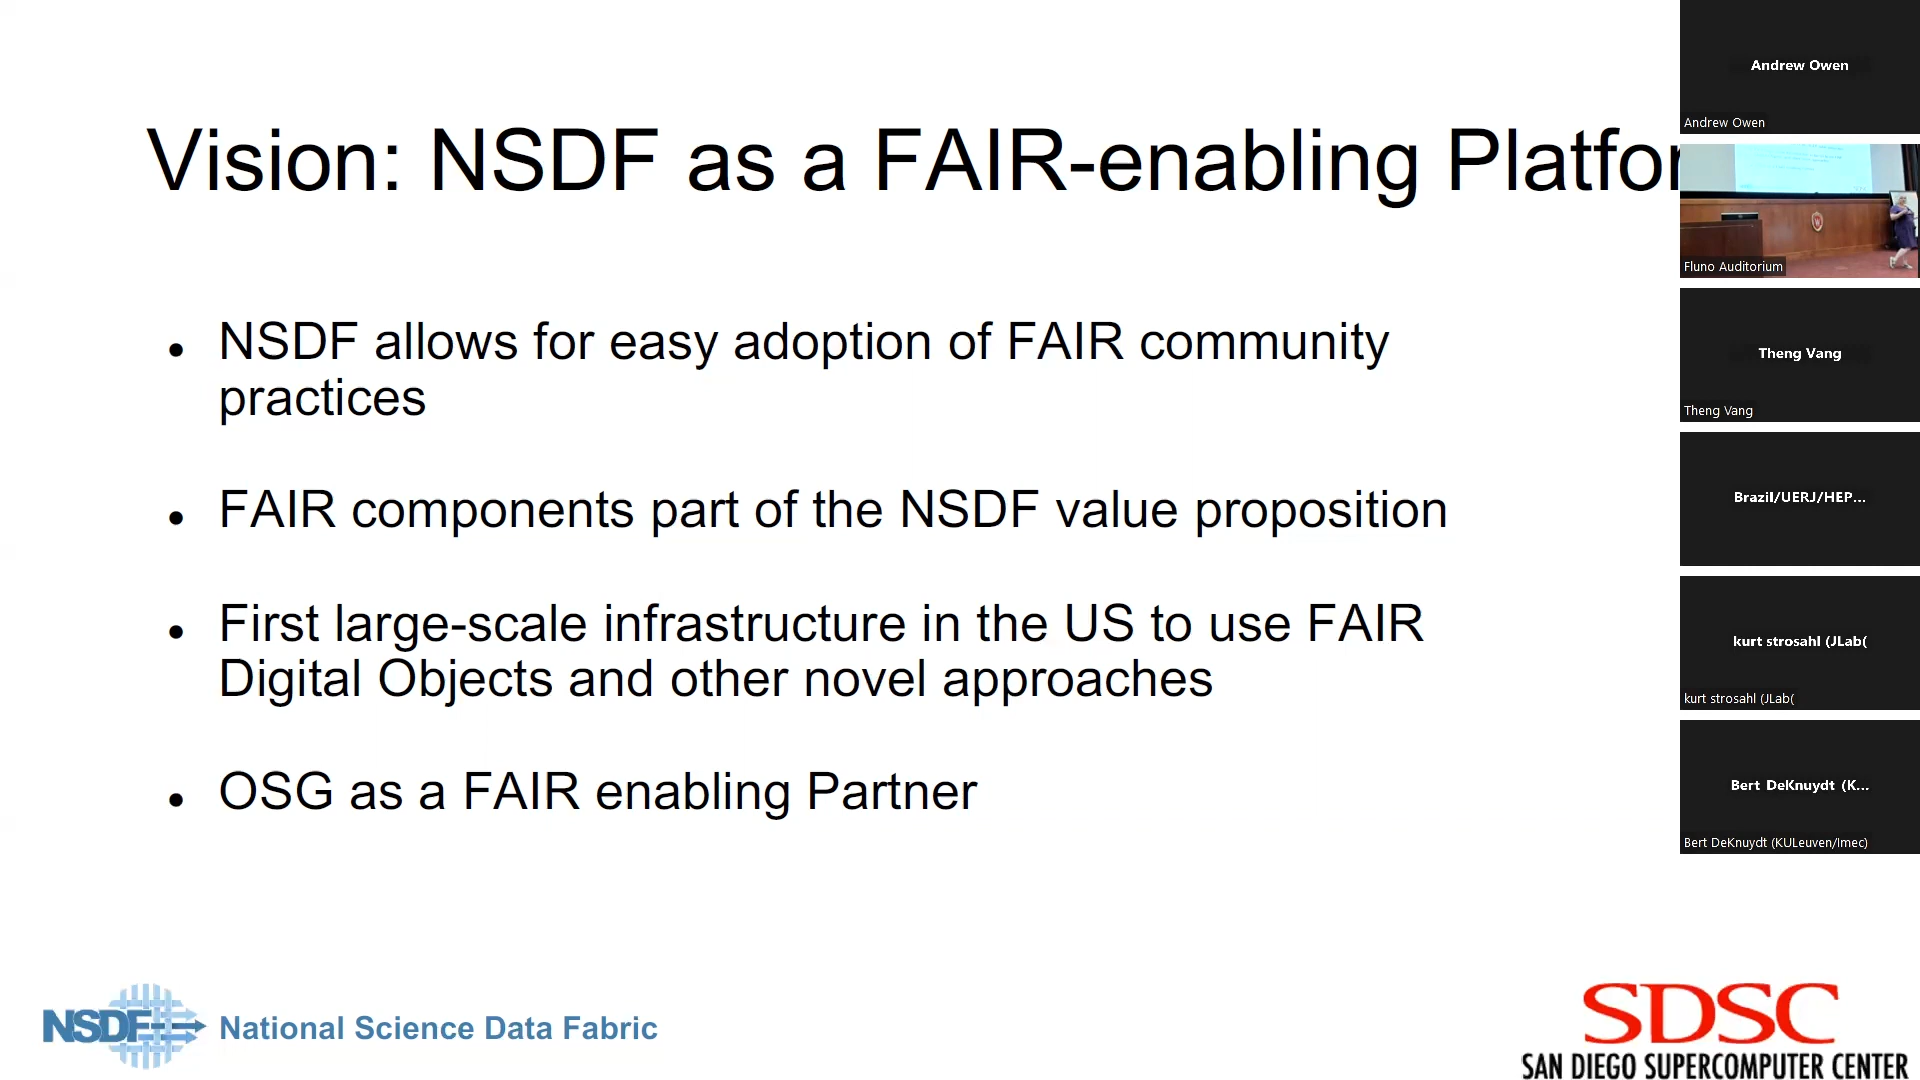 Vision: NSDF as a FAIR-enabling Platfor
NSDF allows for easy adoption of FAIR community
practices
FAIR components part of the NSDF value proposition
First large-scale infrastructure in the US to use FAIR
Digital Objects and other novel approaches
OSG as a FAIR enabling Partner
NSDF
National Science Data Fabric
SDSC
SAN DIEGO SUPERCOMPUTER CENTER
Andrew Owen
Andrew Owen
Fluno Auditorium
Theng Vang
Theng Vang
Brazil/UERJ/HEP...
kurt strosahl (JLab(
kurt strosahl (JLab(
Bert DeKnuydt (K...
Bert DeKnuydt (KULeuven/Imec)